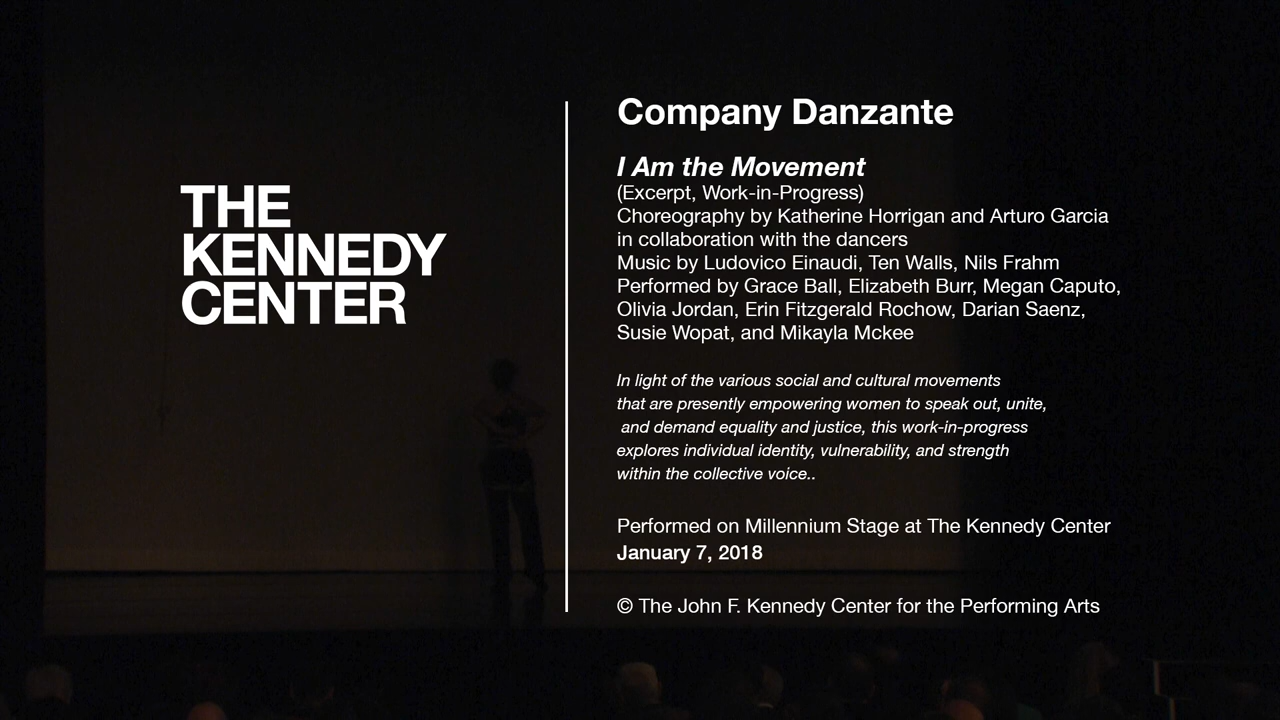 THE
KENNEDY
CENTER
Company Danzante
I Am the Movement
(Excerpt, Work-in-Progress)
Choreography by Katherine Horrigan and Arturo Garcia
in collaboration with the dancers
Music by Ludovico Einaudi, Ten Walls, Nils Frahm
Performed by Grace Ball, Elizabeth Burr, Megan Caputo,
Olivia Jordan, Erin Fitzgerald Rochow, Darian Saenz,
Susie Wopat, and Mikayla Mckee
In light of the various social and cultural movements
that are presently empowering women to speak out, unite,
and demand equality and justice, this work-in-progress
explores individual identity, vulnerability, and strength
within the collective voice..
Performed on Millennium Stage at The Kennedy Center
January 7, 2018
© The John F. Kennedy Center for the Performing Arts